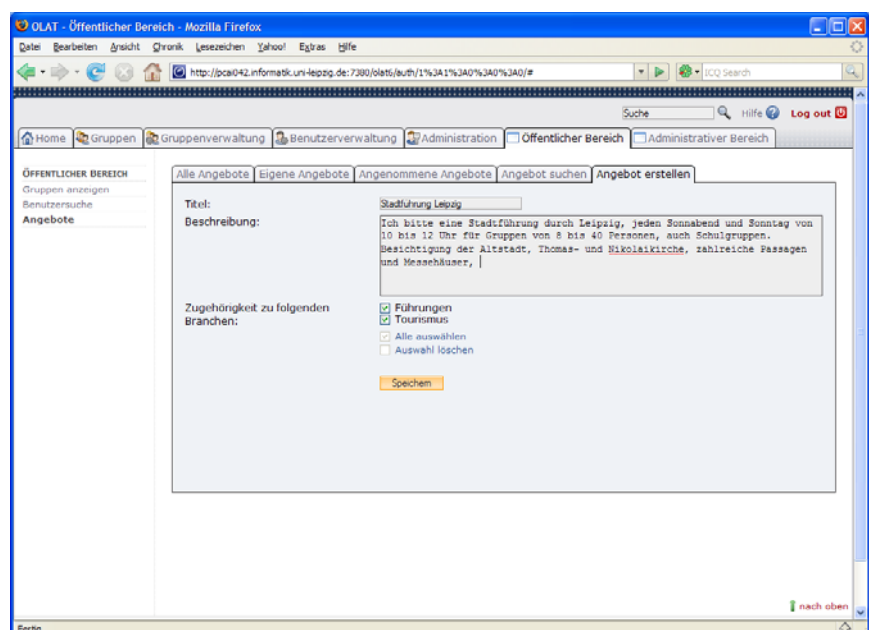 OLAT - Öffentlicher Bereich - Mozilla Firefox
Datei Bearbeiten Ansicht Chronik Lesezeichen Yahoo! Extras Hilfe
http://pcai042.informatik.uni-leipzig.de:7380/olat6/auth/1%3A1%3A0%3A0%3A0/# ICQ Search
Suche Hilfe Log out
Home Gruppen Gruppenverwaltung Benutzerverwaltung Administration Öffentlicher Bereich Administrativer Bereich
ÖFFENTLICHER BEREICH
Gruppen anzeigen
Benutzersuche
Angebote
Alle Angebote Eigene Angebote Angenommene Angebote Angebot suchen Angebot erstellen
Titel: Stadtführung Leipzig
Beschreibung: Ich bitte eine Stadtführung durch Leipzig, jeden Sonnabend und Sonntag von
10 bis 12 Uhr für Gruppen von 8 bis 40 Personen, auch Schulgruppen.
Besichtigung der Altstadt, Thomas- und Nikolaikirche, zahlreiche Passagen
und Messehäuser,
Zugehörigkeit zu folgenden Branchen:
Führungen
Tourismus
Alle auswählen
Auswahl löschen
Speichern
nach oben
Fertig